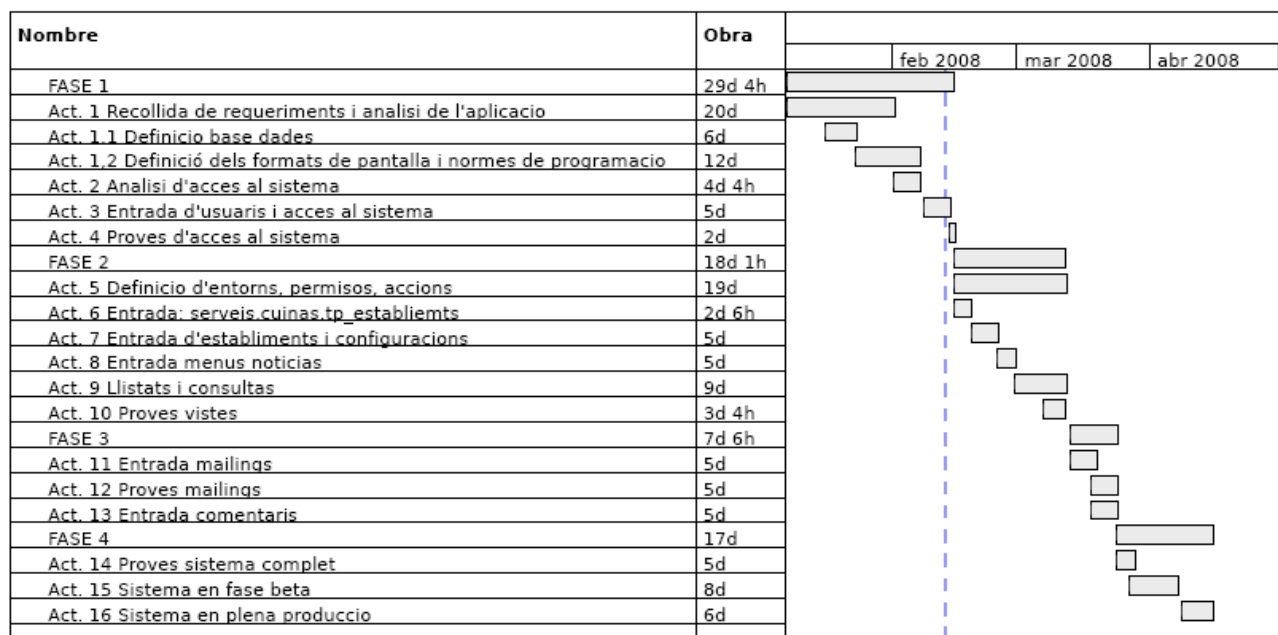 Nombre Obra
feb 2008 mar 2008 abr 2008
FASE 1 29d 4h
Act. 1 Recollida de requeriments i analisi de l'aplicacio 20d
Act. 1.1 Definicio base dades 6d
Act. 1,2 Definició dels formats de pantalla i normes de programacio 12d
Act. 2 Analisi d'acces al sistema 4d 4h
Act. 3 Entrada d'usuaris i acces al sistema 5d
Act. 4 Proves d'acces al sistema 2d
FASE 2 18d 1h
Act. 5 Definicio d'entorns, permisos, accions 19d
Act. 6 Entrada: serveis.cuinas.tp_establiemts 2d 6h
Act. 7 Entrada d'establiments i configuracions 5d
Act. 8 Entrada menus noticias 5d
Act. 9 Llistats i consultas 9d
Act. 10 Proves vistes 3d 4h
FASE 3 7d 6h
Act. 11 Entrada mailings 5d
Act. 12 Proves mailings 5d
Act. 13 Entrada comentaris 5d
FASE 4 17d
Act. 14 Proves sistema complet 5d
Act. 15 Sistema en fase beta 8d
Act. 16 Sistema en plena produccio 6d